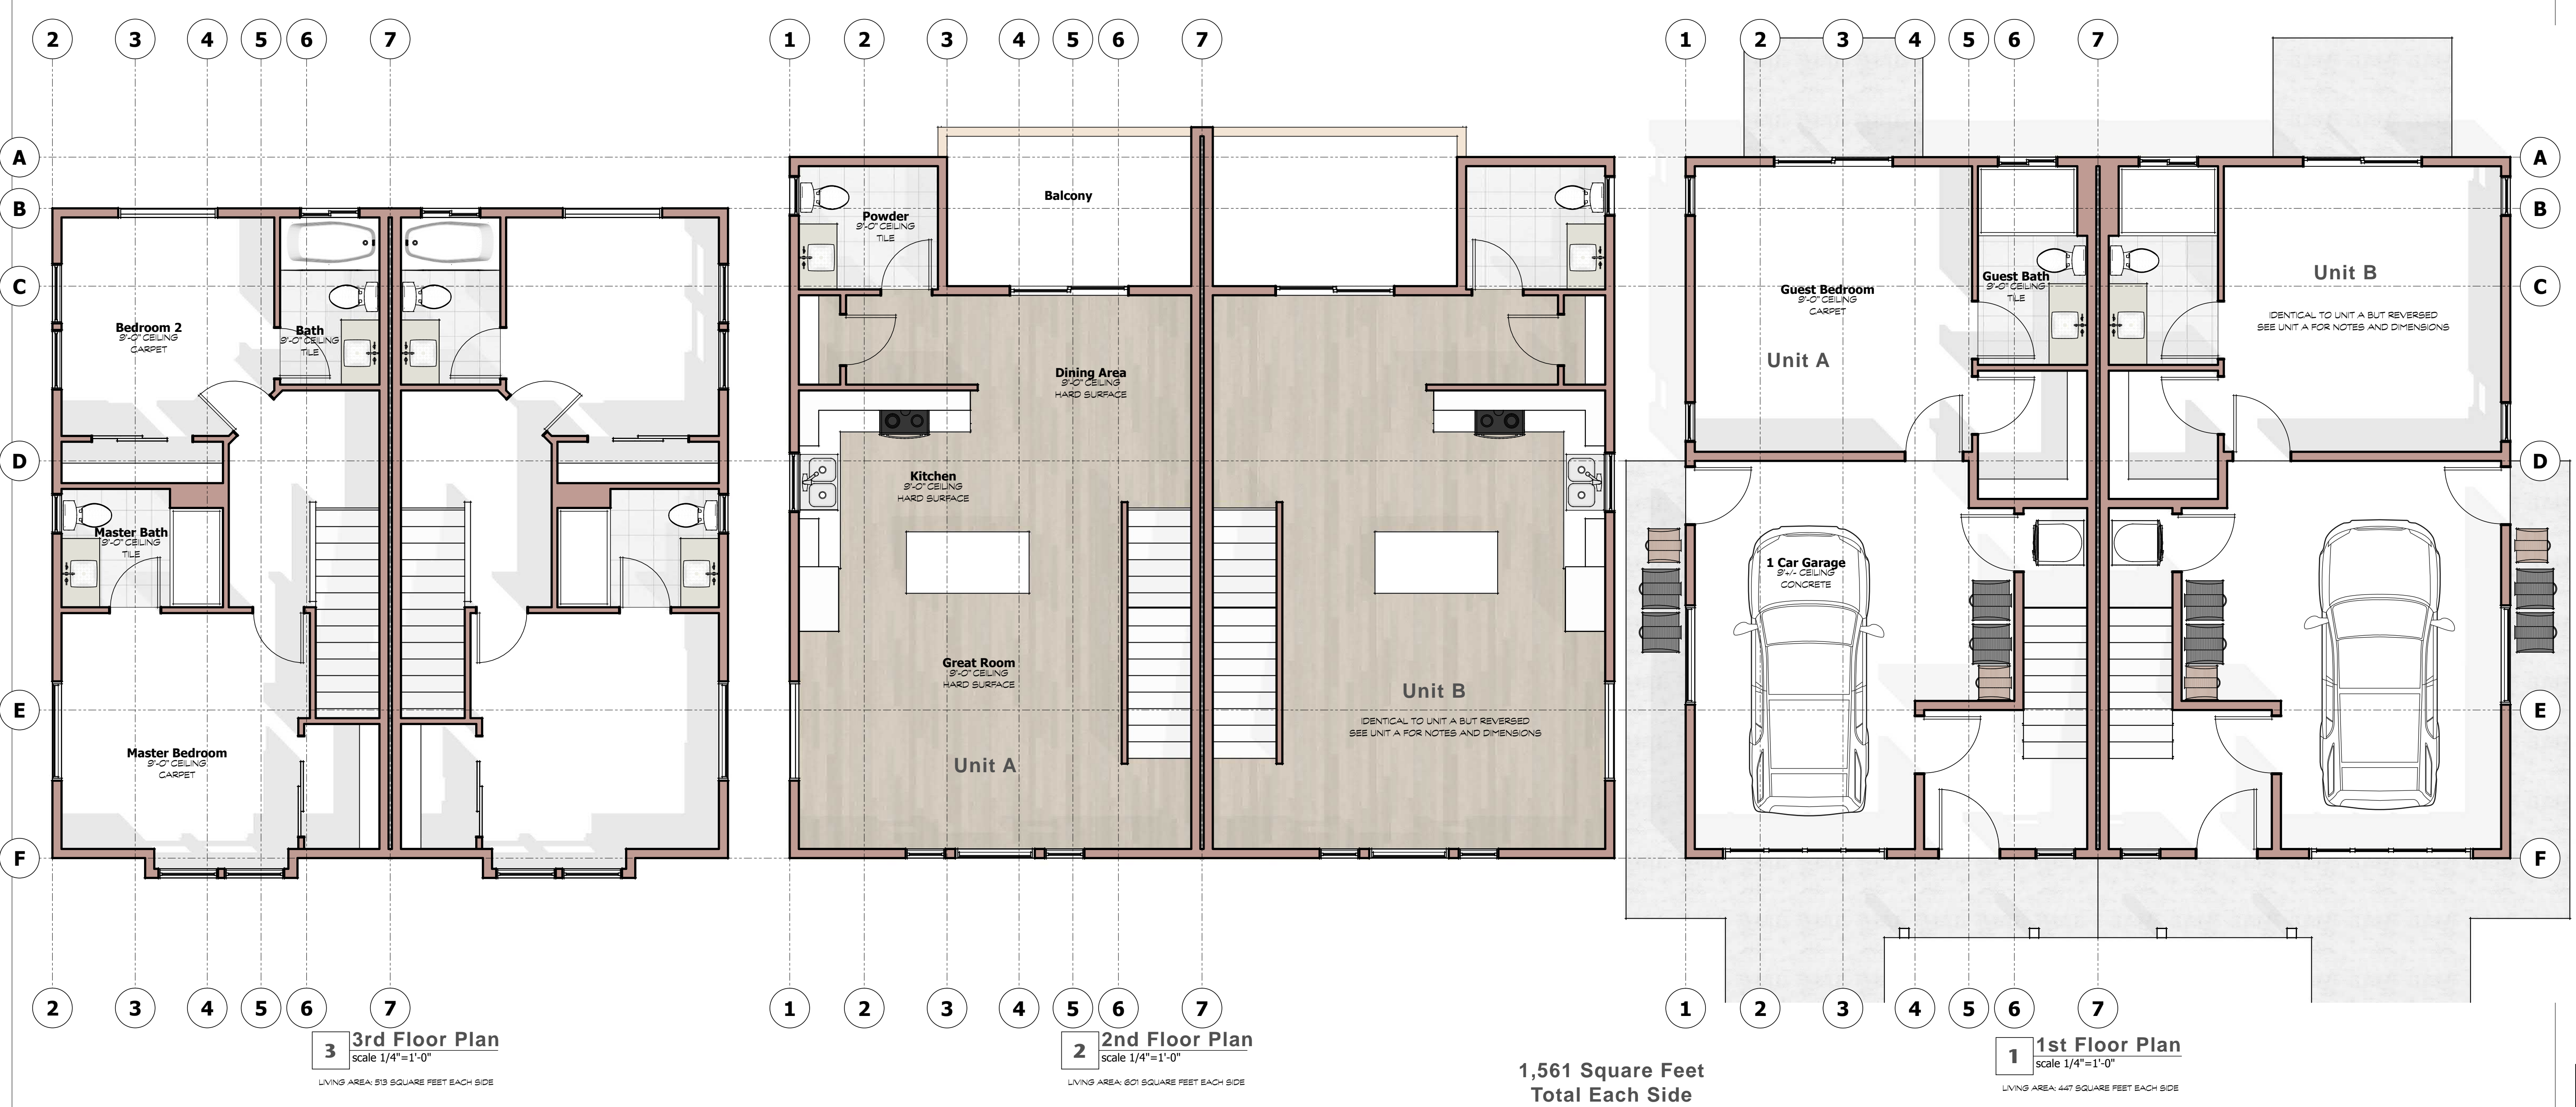 2 3 4 5 6 7
1 2 3 4 5 6 7
1 2 3 4 5 6 7
A
B
C
D
E
F
Bedroom 2
9'-0" CEILING
CARPET
Bath
9'-0" CEILING
TILE
Master Bath
9'-0" CEILING
TILE
Master Bedroom
9'-0" CEILING
CARPET
2 3 4 5 6 7
3
3rd Floor Plan
scale 1/4"=1'-0"
LIVING AREA: 513 SQUARE FEET EACH SIDE
Powder
9'-0" CEILING
TILE
Balcony
Dining Area
9'-0" CEILING
HARD SURFACE
Kitchen
9'-0" CEILING
HARD SURFACE
Great Room
9'-0" CEILING
HARD SURFACE
Unit A
Unit B
IDENTICAL TO UNIT A BUT REVERSED
SEE UNIT A FOR NOTES AND DIMENSIONS
1 2 3 4 5 6 7
2
2nd Floor Plan
scale 1/4"=1'-0"
LIVING AREA: 601 SQUARE FEET EACH SIDE
1,561 Square Feet
Total Each Side
Guest Bedroom
9'-0" CEILING
CARPET
Unit A
Guest Bath
9'-0" CEILING
TILE
Unit B
IDENTICAL TO UNIT A BUT REVERSED
SEE UNIT A FOR NOTES AND DIMENSIONS
1 Car Garage
9'+/- CEILING
CONCRETE
A
B
C
D
E
F
1 2 3 4 5 6 7
1
1st Floor Plan
scale 1/4"=1'-0"
LIVING AREA: 447 SQUARE FEET EACH SIDE